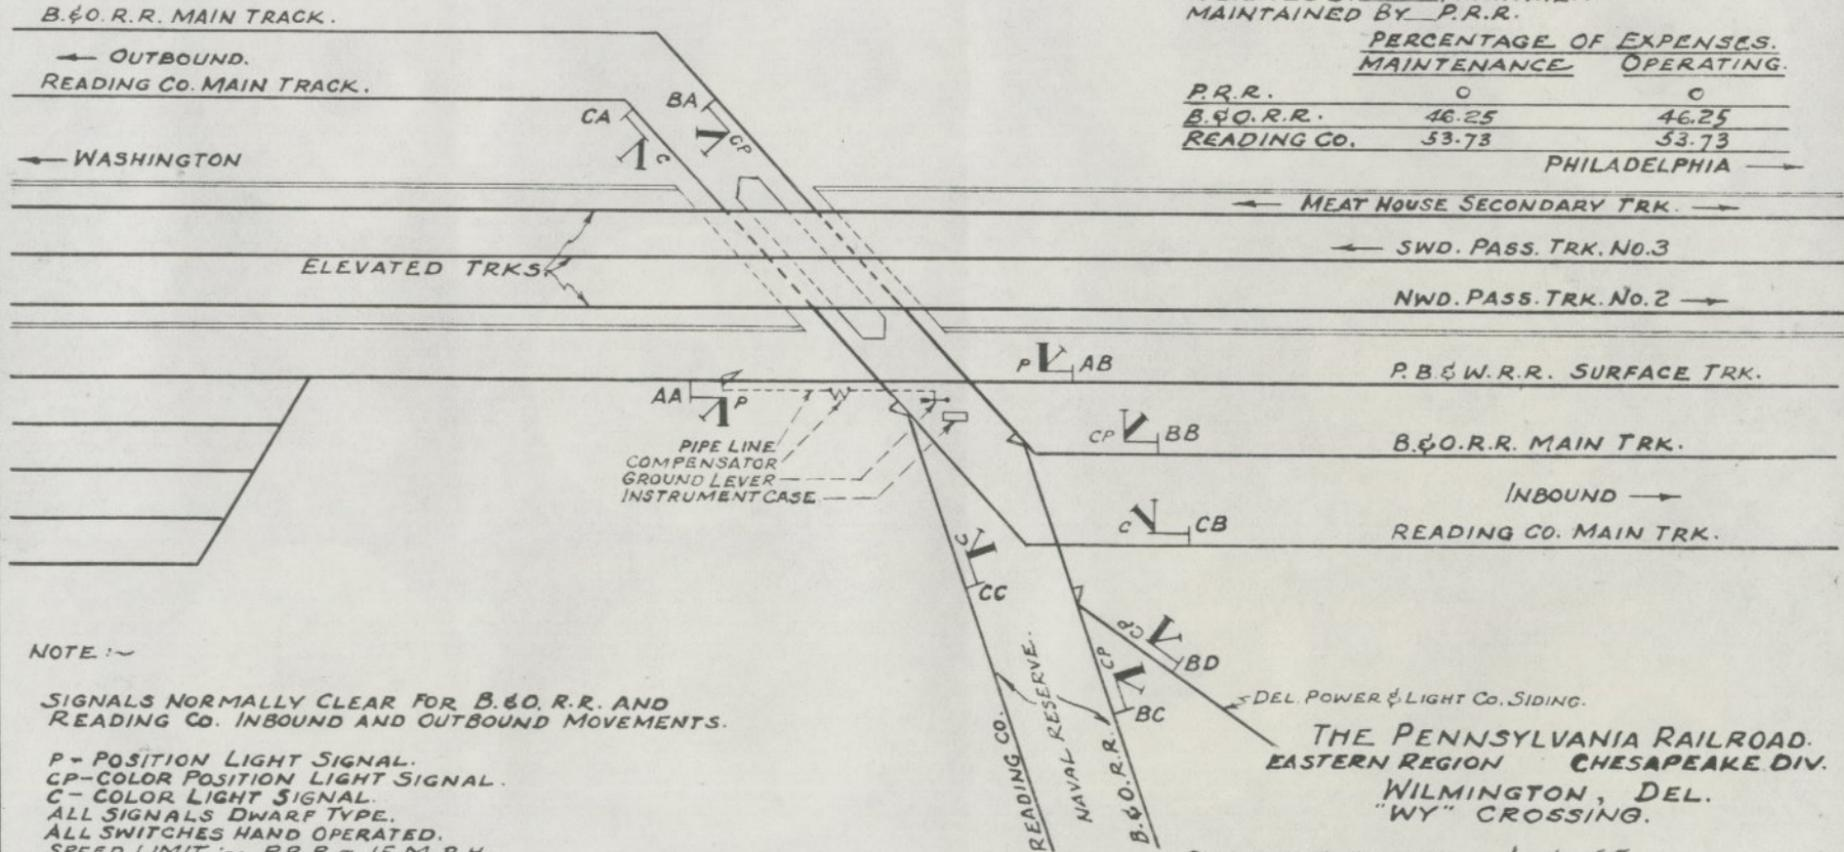 B.&O.R.R. MAIN TRACK.
← OUTBOUND.
READING CO. MAIN TRACK.
← WASHINGTON
MAINTAINED BY P.R.R.
PERCENTAGE OF EXPENSES.
MAINTENANCE OPERATING.
P.R.R. 0 0
B.&O.R.R. 46.25 46.25
READING CO. 53.73 53.73
PHILADELPHIA →
CA
C
BA
CP
← MEAT HOUSE SECONDARY TRK. →
← SWD. PASS. TRK. NO.3
ELEVATED TRKS.
NWD. PASS. TRK. NO.2 →
P AB
P.B.&W.R.R. SURFACE TRK.
AA P
CP BB
B.&O.R.R. MAIN TRK.
PIPE LINE
COMPENSATOR
GROUND LEVER
INSTRUMENT CASE
INBOUND →
C CB
READING CO. MAIN TRK.
C
CC
CP
BD
CP
BC
READING CO.
NAVAL RESERVE.
B.&O.R.R.
DEL. POWER & LIGHT CO. SIDING.
NOTE :~
SIGNALS NORMALLY CLEAR FOR B.&O.R.R. AND
READING CO. INBOUND AND OUTBOUND MOVEMENTS.
P - POSITION LIGHT SIGNAL.
CP - COLOR POSITION LIGHT SIGNAL.
C - COLOR LIGHT SIGNAL.
ALL SIGNALS DWARF TYPE.
ALL SWITCHES HAND OPERATED.
SPEED LIMIT :~ P.R.R. - 15 M.P.H.
THE PENNSYLVANIA RAILROAD.
EASTERN REGION CHESAPEAKE DIV.
WILMINGTON, DEL.
"WY" CROSSING.